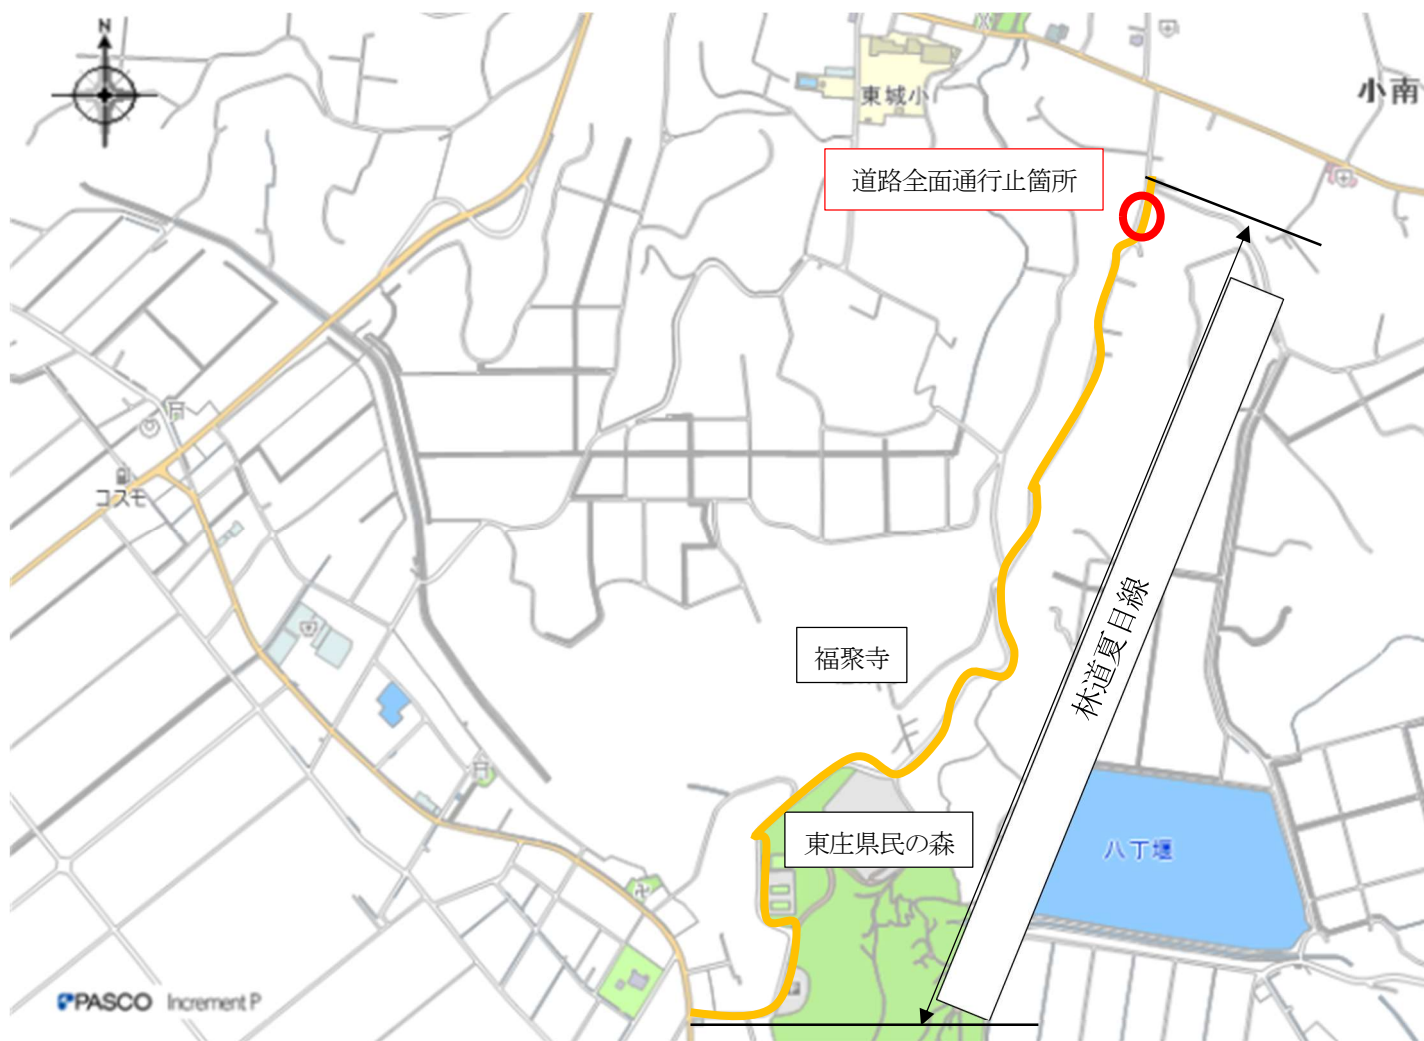 N
東城小
小南
道路全面通行止箇所
コスモ
林道夏目線
福聚寺
東庄県民の森
八丁堰
PASCO Increment P